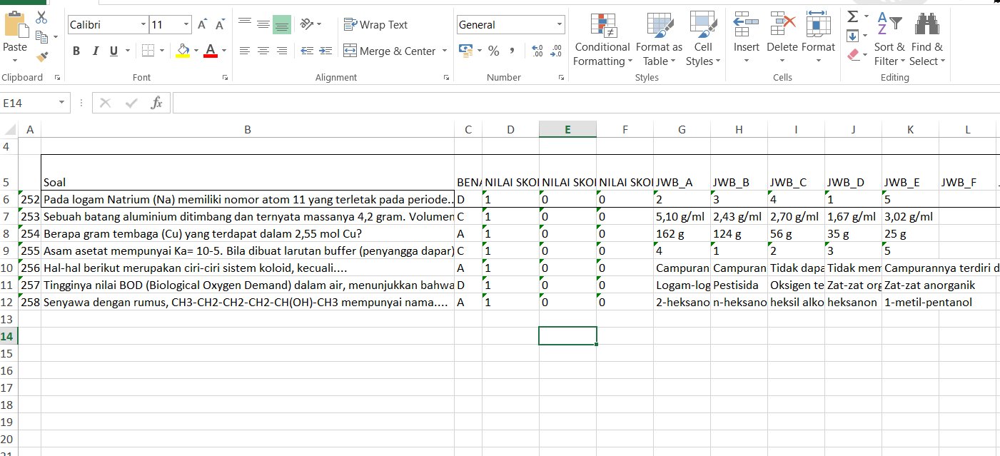 Calibri 11 Wrap Text General
Paste B I U Merge & Center % , Conditional Formatting Format as Table Cell Styles Insert Delete Format Sort & Filter Find & Select
Clipboard Font Alignment Number Styles Cells Editing
E14 fx
A B C D E F G H I J K L
4
5 Soal BENA NILAI SKOI NILAI SKOI NILAI SKOI JWB_A JWB_B JWB_C JWB_D JWB_E JWB_F
6 252 Pada logam Natrium (Na) memiliki nomor atom 11 yang terletak pada periode.. D 1 0 0 2 3 4 1 5
7 253 Sebuah batang aluminium ditimbang dan ternyata massanya 4,2 gram. Volumen C 1 0 0 5,10 g/ml 2,43 g/ml 2,70 g/ml 1,67 g/ml 3,02 g/ml
8 254 Berapa gram tembaga (Cu) yang terdapat dalam 2,55 mol Cu? A 1 0 0 162 g 124 g 56 g 35 g 25 g
9 255 Asam asetat mempunyai Ka= 10-5. Bila dibuat larutan buffer (penyangga dapar) C 1 0 0 4 1 2 3 5
10 256 Hal-hal berikut merupakan ciri-ciri sistem koloid, kecuali.... A 1 0 0 Campuran Campuran Tidak dapa Tidak mem Campurannya terdiri d
11 257 Tingginya nilai BOD (Biological Oxygen Demand) dalam air, menunjukkan bahwa D 1 0 0 Logam-log Pestisida Oksigen te Zat-zat org Zat-zat anorganik
12 258 Senyawa dengan rumus, CH3-CH2-CH2-CH2-CH(OH)-CH3 mempunyai nama.... A 1 0 0 2-heksano n-heksano heksil alko heksanon 1-metil-pentanol
13
14
15
16
17
18
19
20
21